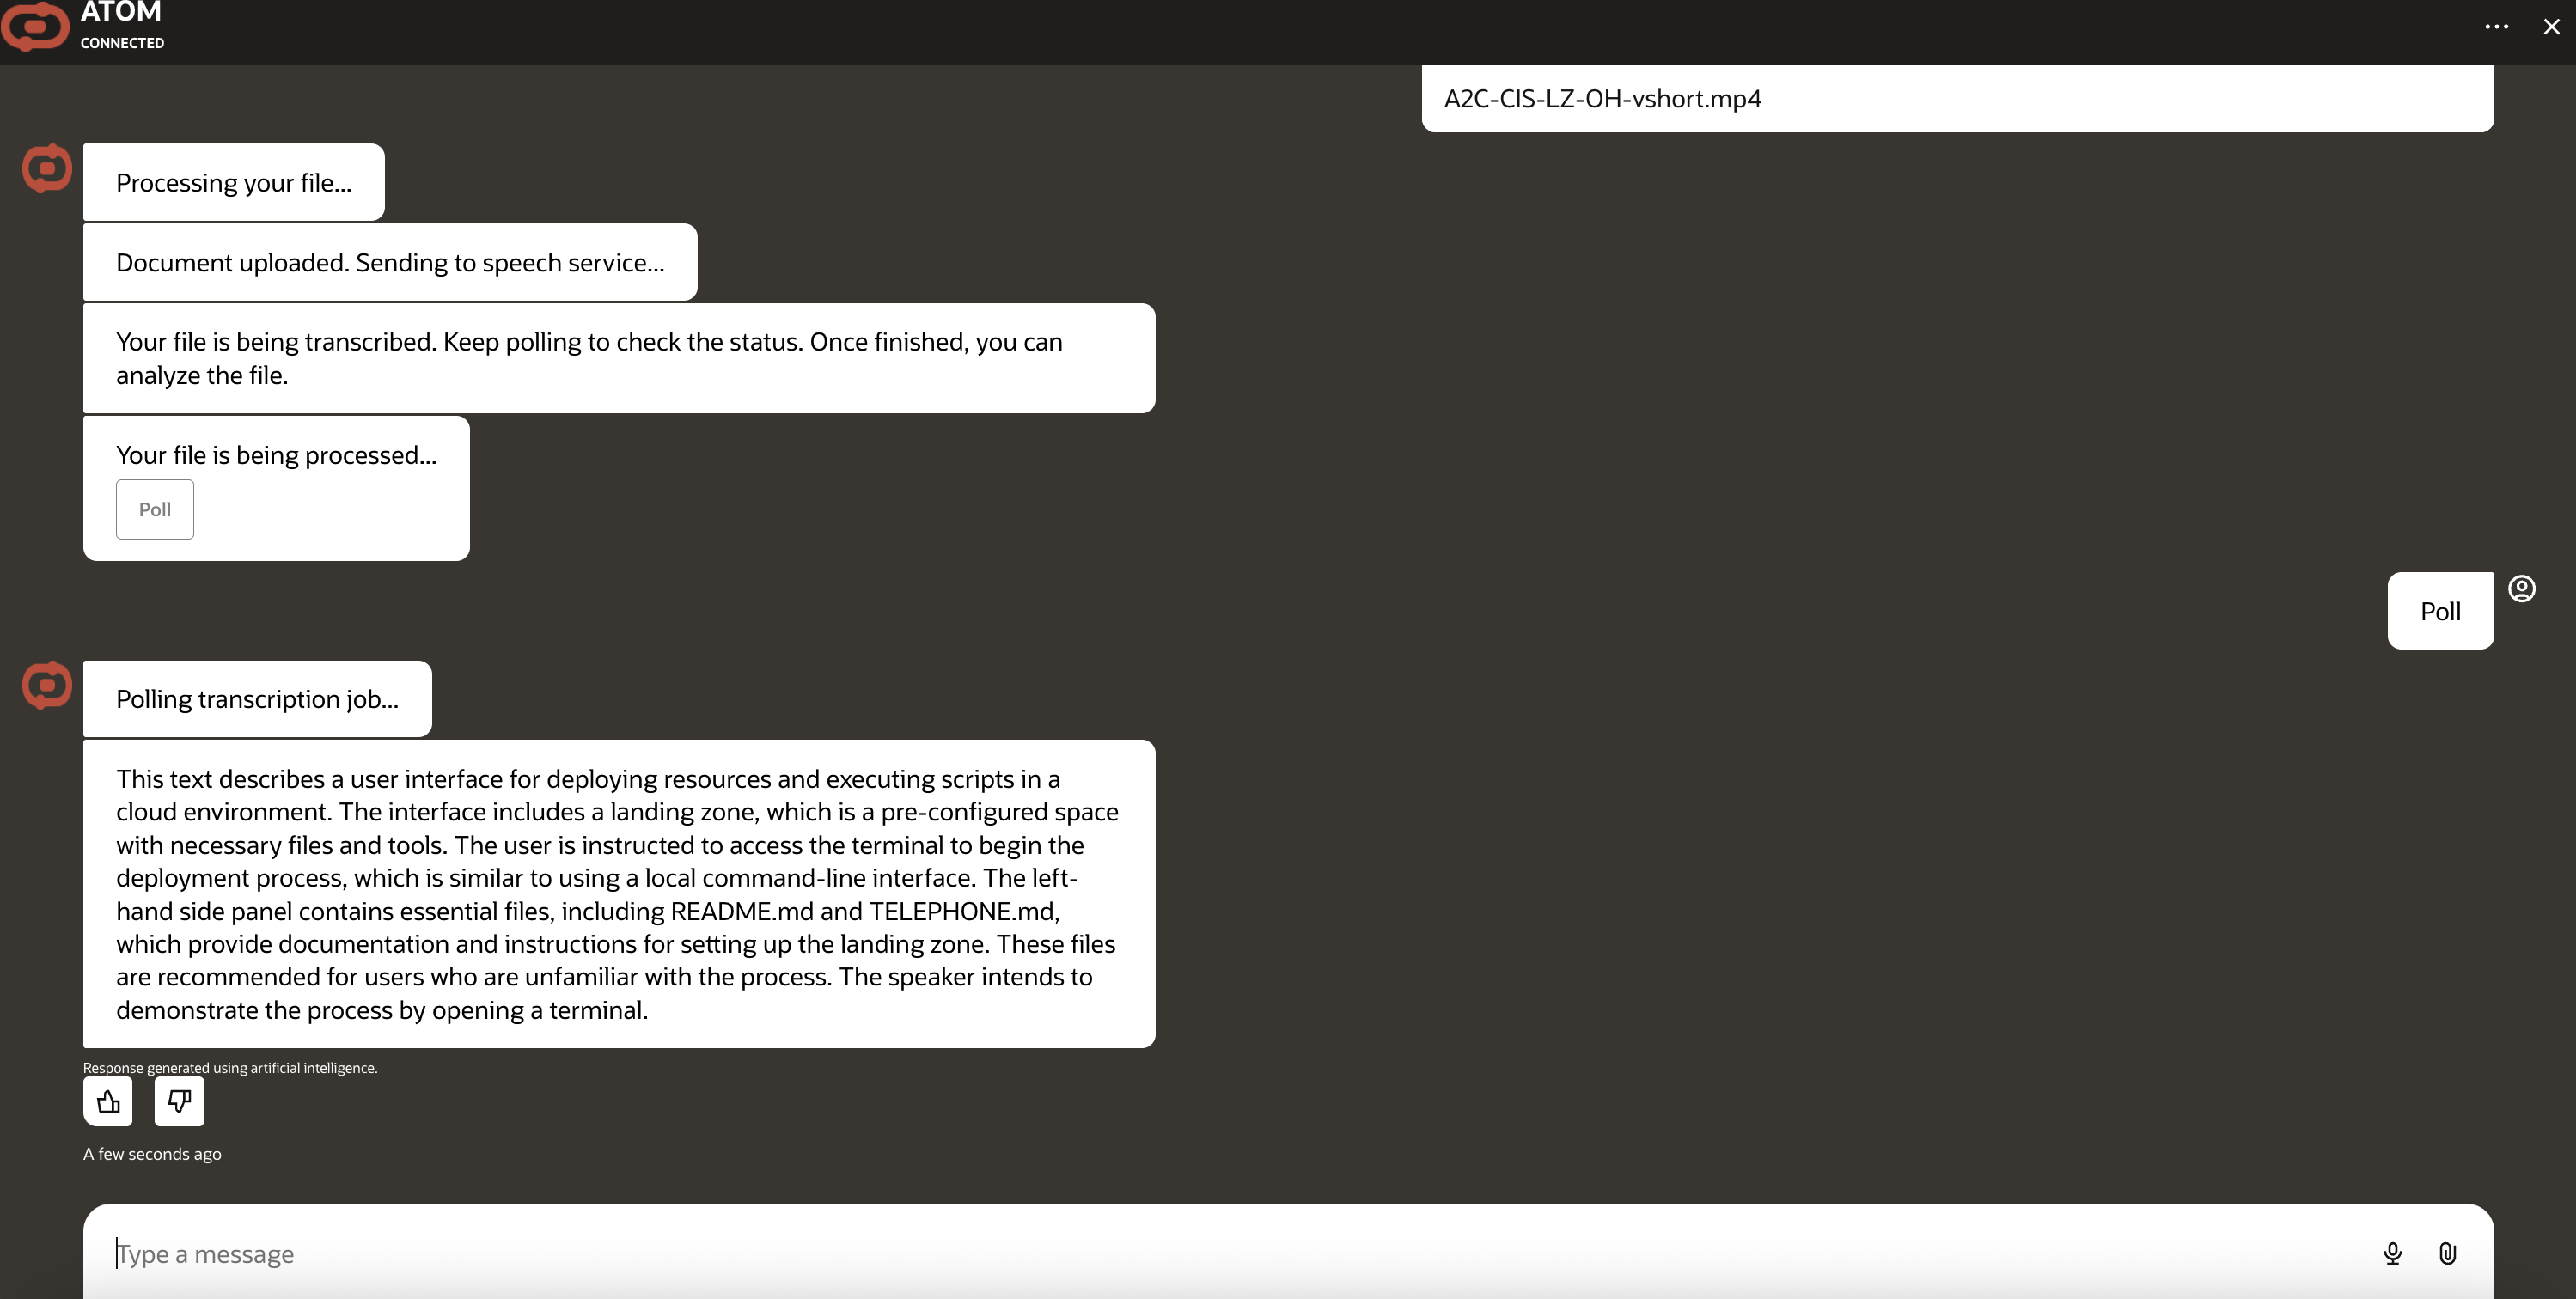 ATOM
CONNECTED
A2C-CIS-LZ-OH-vshort.mp4
Processing your file...
Document uploaded. Sending to speech service...
Your file is being transcribed. Keep polling to check the status. Once finished, you can
analyze the file.
Your file is being processed...
Poll
Poll
Polling transcription job...
This text describes a user interface for deploying resources and executing scripts in a
cloud environment. The interface includes a landing zone, which is a pre-configured space
with necessary files and tools. The user is instructed to access the terminal to begin the
deployment process, which is similar to using a local command-line interface. The left-
hand side panel contains essential files, including README.md and TELEPHONE.md,
which provide documentation and instructions for setting up the landing zone. These files
are recommended for users who are unfamiliar with the process. The speaker intends to
demonstrate the process by opening a terminal.
Response generated using artificial intelligence.
A few seconds ago
Type a message